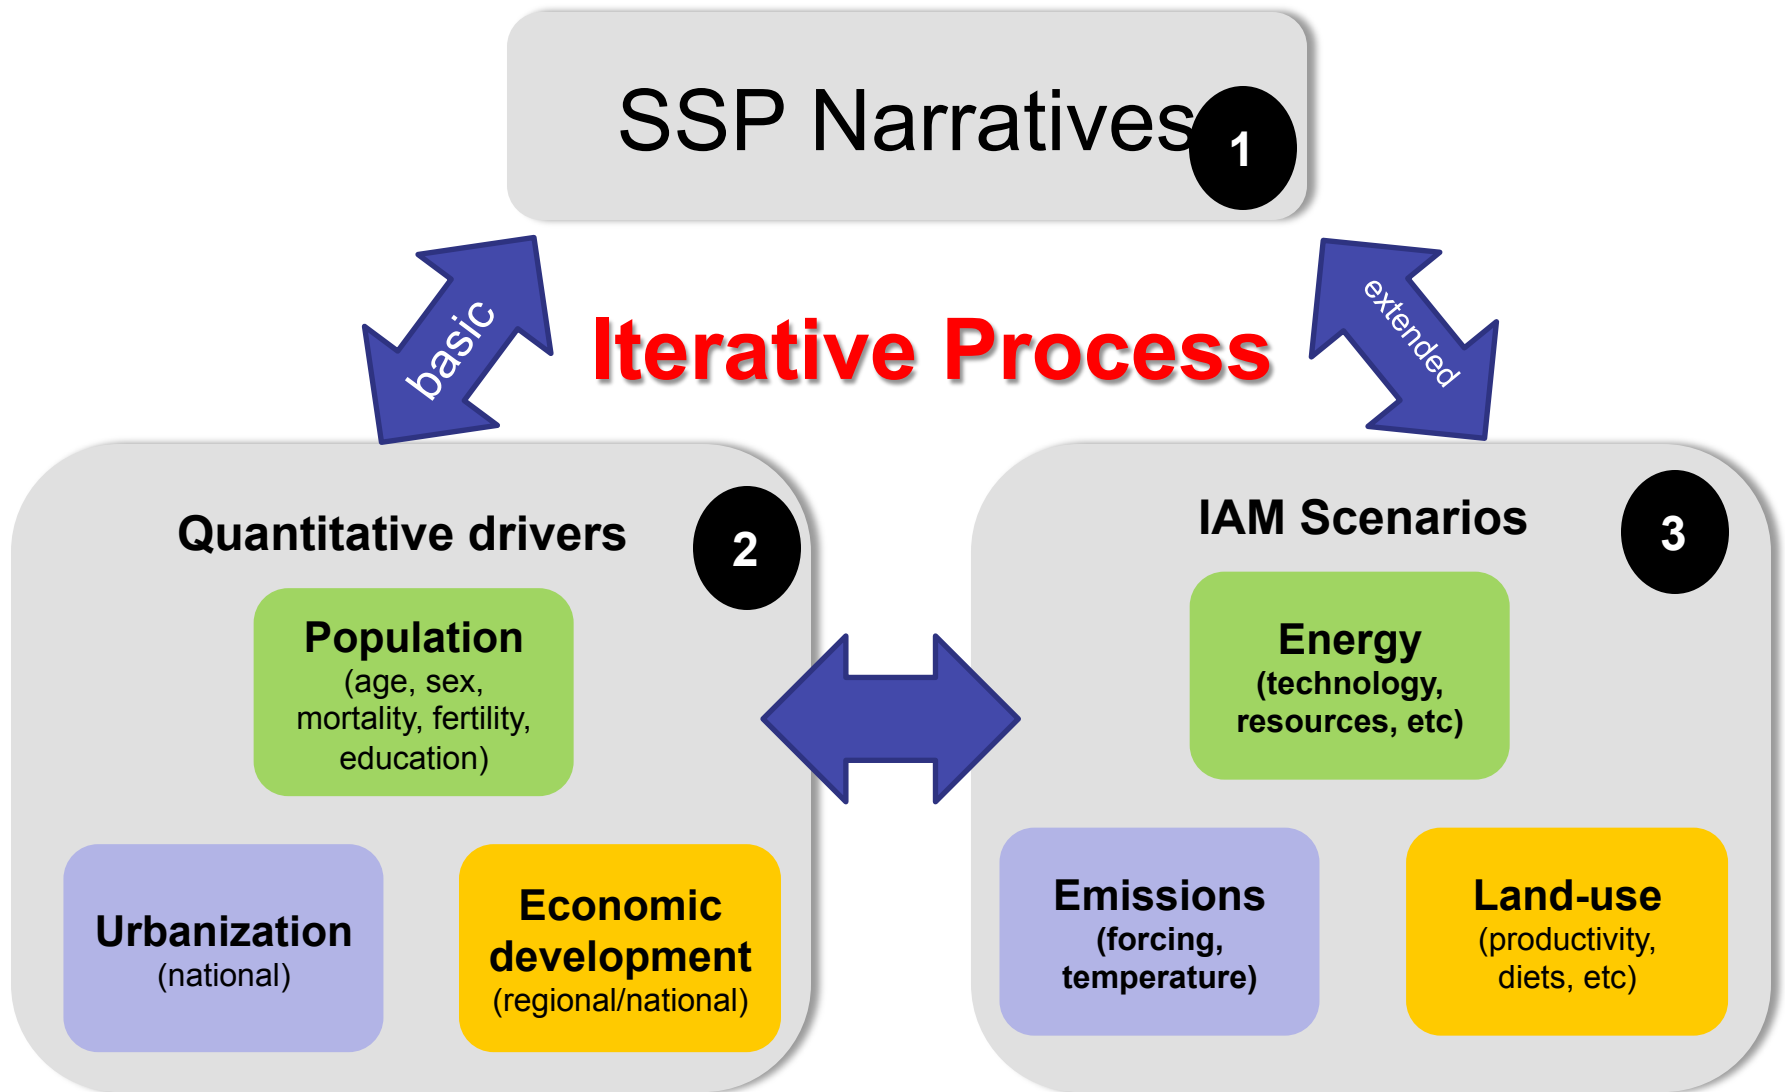 SSP Narratives
1
basic
Iterative Process
extended
Quantitative drivers
2
Population
(age, sex,
mortality, fertility,
education)
Urbanization
(national)
Economic
development
(regional/national)
IAM Scenarios
3
Energy
(technology,
resources, etc)
Emissions
(forcing,
temperature)
Land-use
(productivity,
diets, etc)